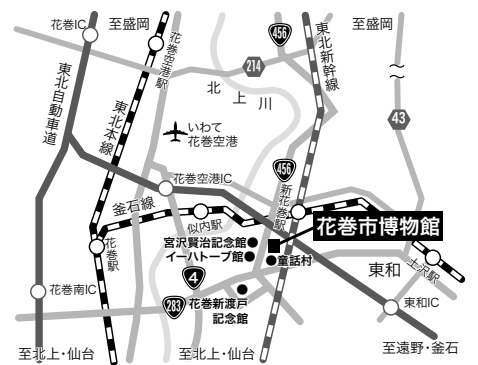 花巻IC
至盛岡
至盛岡
456
東北新幹線
花巻空港駅
214
東北自動車道
東北本線
北上川
43
いわて
花巻空港
456
花巻空港IC
新花巻駅
釜石線
似内駅
花巻市博物館
宮沢賢治記念館
イーハトーブ館
童話村
花巻駅
土沢駅
東和
4
花巻南IC
283
花巻新渡戸
記念館
東和IC
至北上・仙台
至北上・仙台
至遠野・釜石